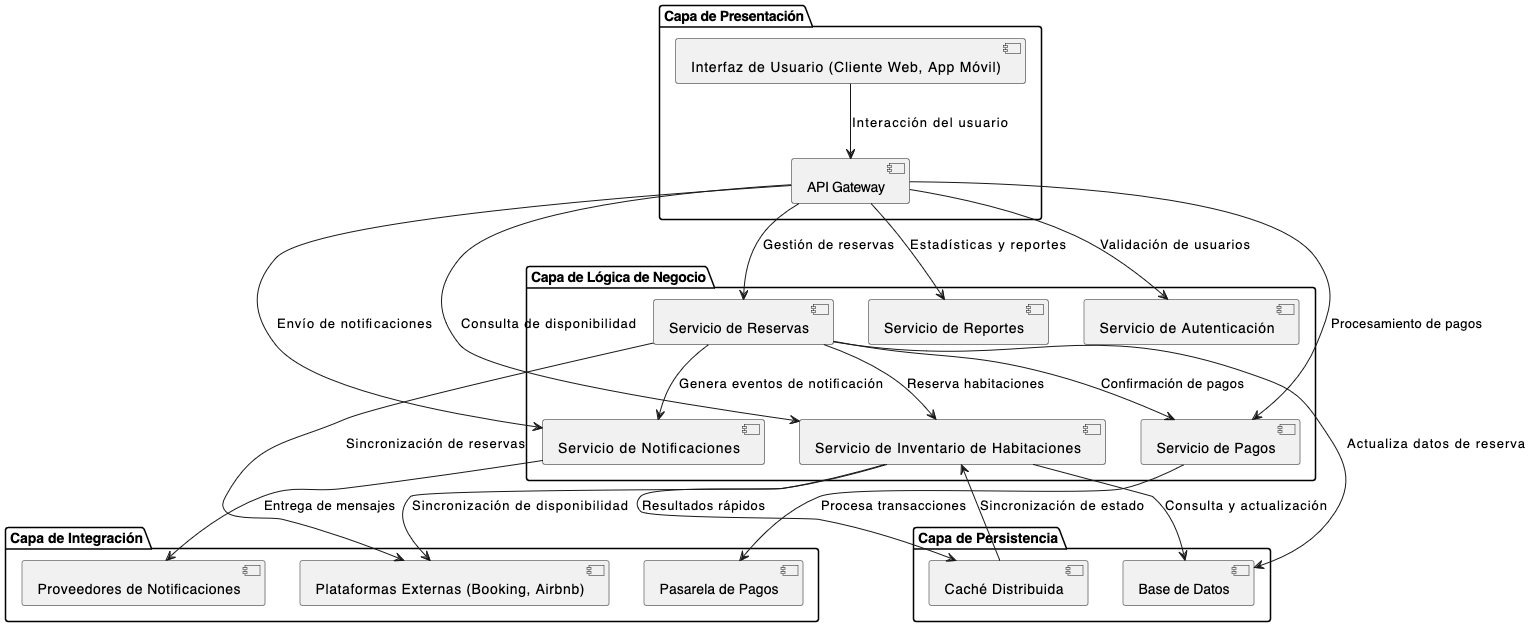 Capa de Presentación
Interfaz de Usuario (Cliente Web, App Móvil)
Interacción del usuario
API Gateway
Gestión de reservas
Estadísticas y reportes
Validación de usuarios
Capa de Lógica de Negocio
Envío de notificaciones
Consulta de disponibilidad
Servicio de Reservas
Servicio de Reportes
Servicio de Autenticación
Procesamiento de pagos
Genera eventos de notificación
Reserva habitaciones
Confirmación de pagos
Sincronización de reservas
Servicio de Notificaciones
Servicio de Inventario de Habitaciones
Servicio de Pagos
Actualiza datos de reserva
Entrega de mensajes
Sincronización de disponibilidad
Resultados rápidos
Procesa transacciones
Sincronización de estado
Consulta y actualización
Capa de Integración
Capa de Persistencia
Proveedores de Notificaciones
Plataformas Externas (Booking, Airbnb)
Pasarela de Pagos
Caché Distribuida
Base de Datos